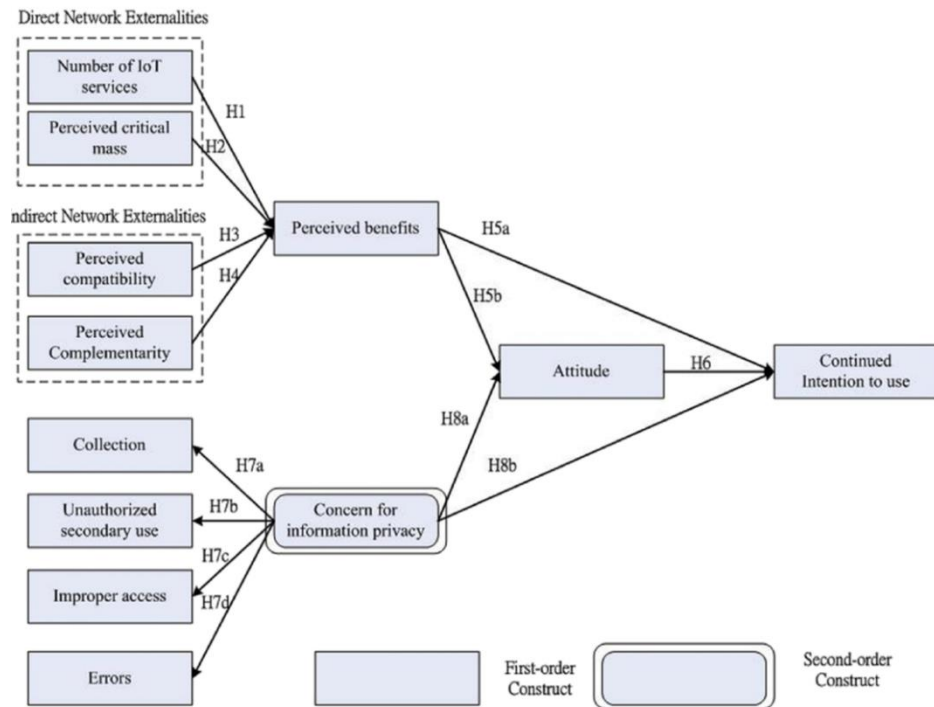 Direct Network Externalities
Number of IoT
services
H1
Perceived critical
mass
H2
ndirect Network Externalities
Perceived
compatibility
H3
H4
Perceived
Complementarity
Perceived benefits
H5a
H5b
Attitude
H6
Continued
Intention to use
H8a
H8b
Collection
H7a
Unauthorized
secondary use
H7b
Concern for
information privacy
H7c
Improper access
H7d
Errors
First-order
Construct
Second-order
Construct